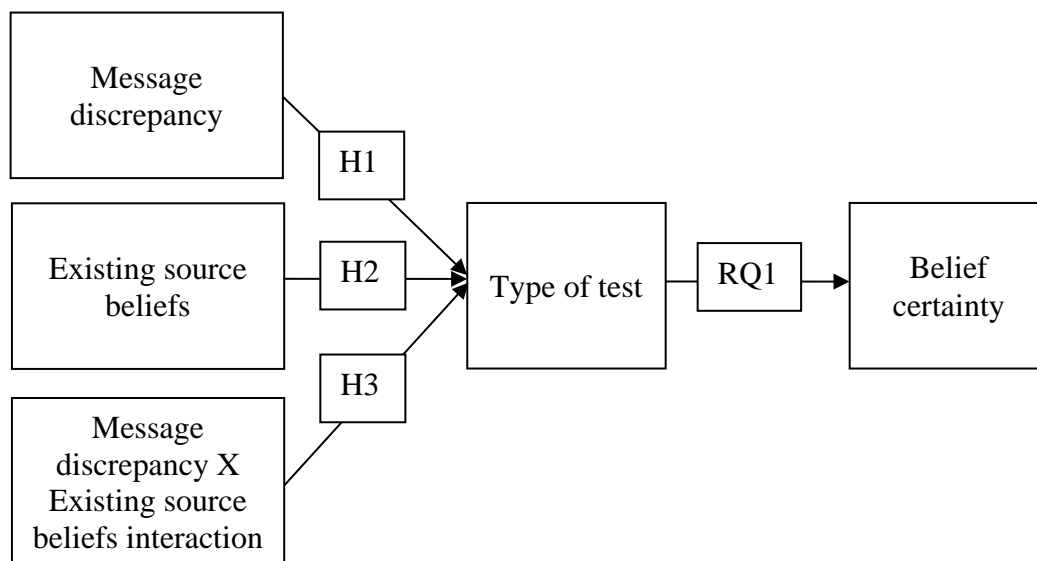 Message
discrepancy
H1
Existing source
beliefs
H2
Type of test
RQ1
Belief
certainty
H3
Message
discrepancy X
Existing source
beliefs interaction